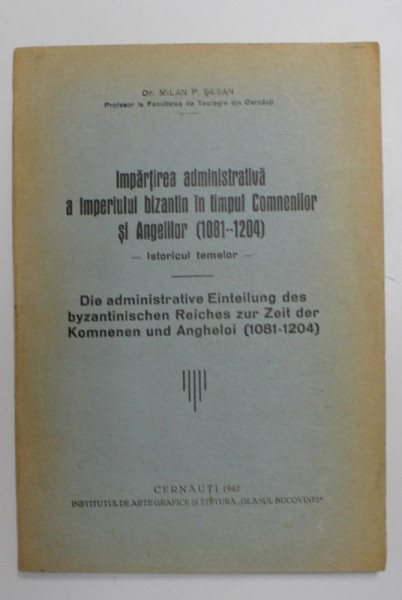 Dr. MILAN P. ȘESAN
Profesor la Facultatea de Teologie din Cernăuți
Impărțirea administrativă
a Imperiului bizantin în timpul Comnenilor
și Angelilor (1081--1204)
— Istoricul temelor —
Die administrative Einteilung des
byzantinischen Reiches zur Zeit der
Komnenen und Angheloi (1081-1204)
CERNĂUȚI 1942
INSTITUTUL DE ARTE GRAFICE ȘI EDITURA „GLASUL BUCOVINEI"